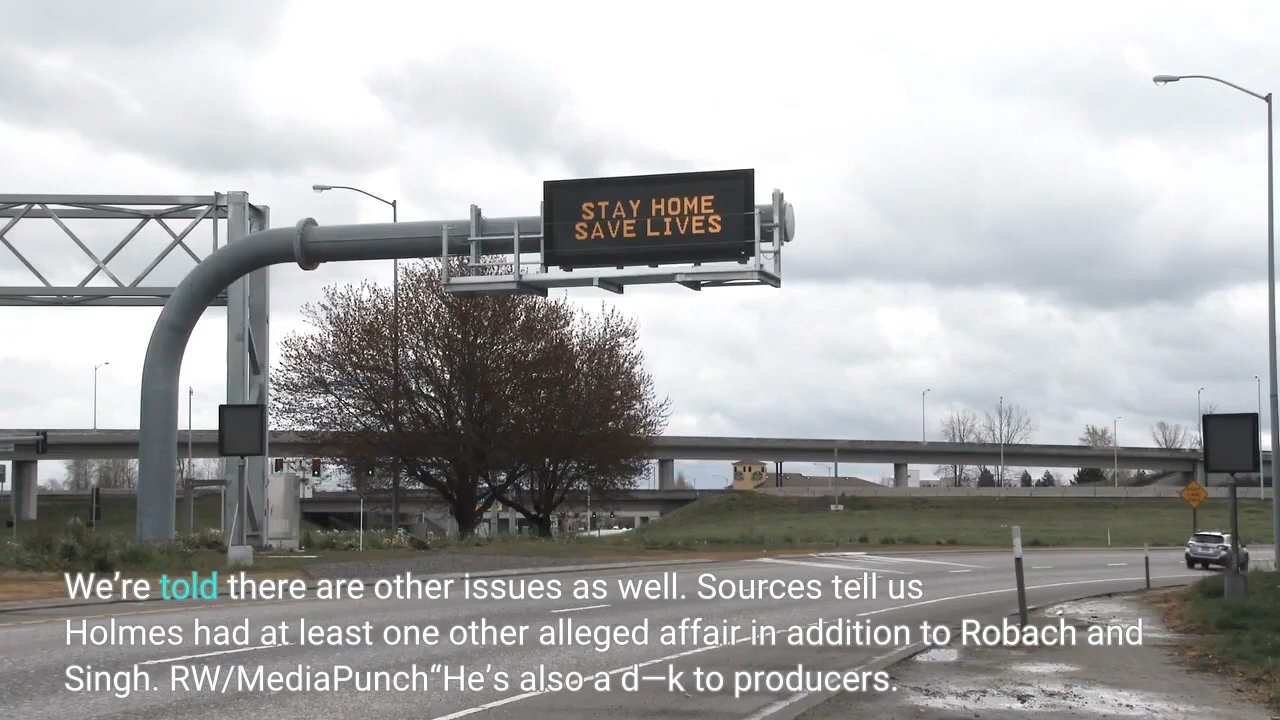 STAY HOME
SAVE LIVES
We’re told there are other issues as well. Sources tell us
Holmes had at least one other alleged affair in addition to Robach and
Singh. RW/MediaPunch“He’s also a d—k to producers.